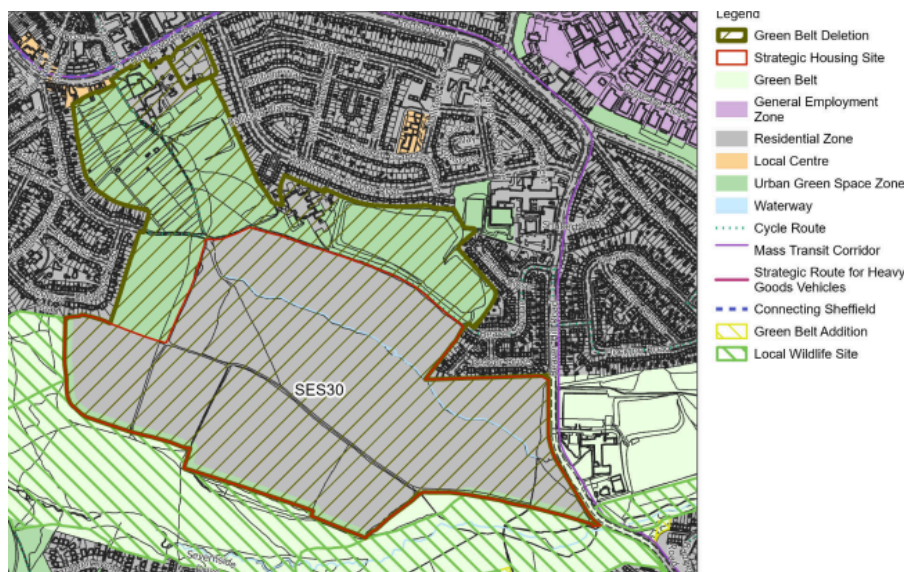 Legend
Green Belt Deletion
Strategic Housing Site
Green Belt
General Employment
Zone
Residential Zone
Local Centre
Urban Green Space Zone
Waterway
Cycle Route
Mass Transit Corridor
Strategic Route for Heavy
Goods Vehicles
Connecting Sheffield
Green Belt Addition
Local Wildlife Site
SES30